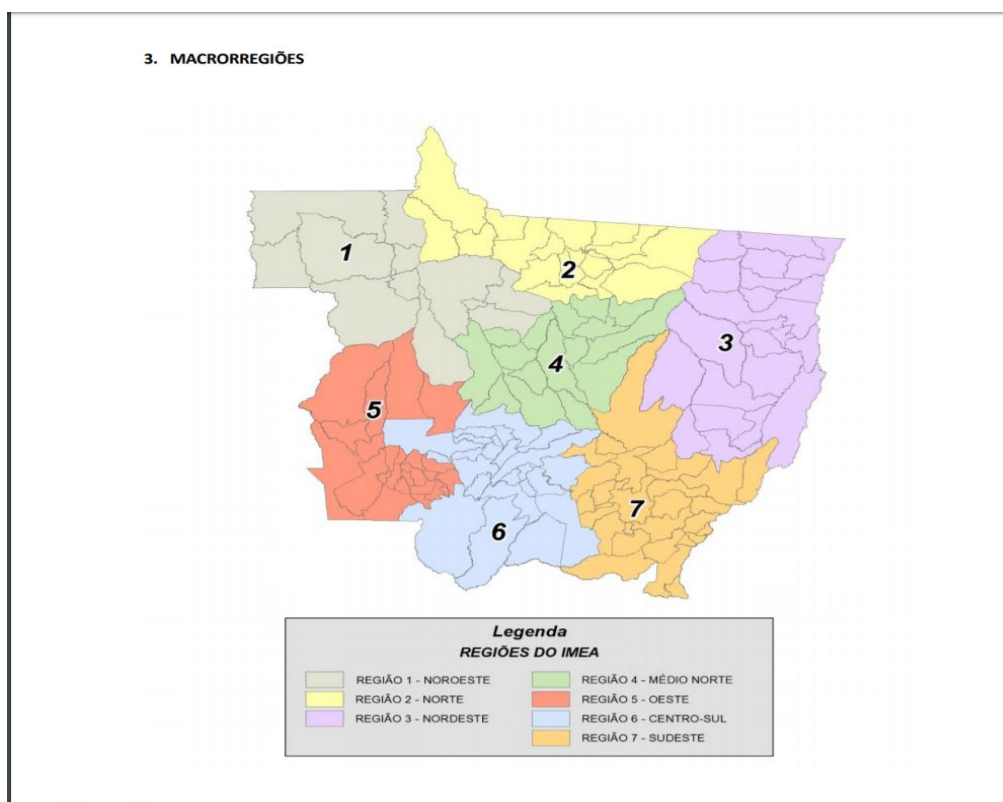 3. MACRORREGIÕES
1
2
3
4
5
6
7
Legenda
REGIÕES DO IMEA
REGIÃO 1 - NOROESTE
REGIÃO 2 - NORTE
REGIÃO 3 - NORDESTE
REGIÃO 4 - MÉDIO NORTE
REGIÃO 5 - OESTE
REGIÃO 6 - CENTRO-SUL
REGIÃO 7 - SUDESTE